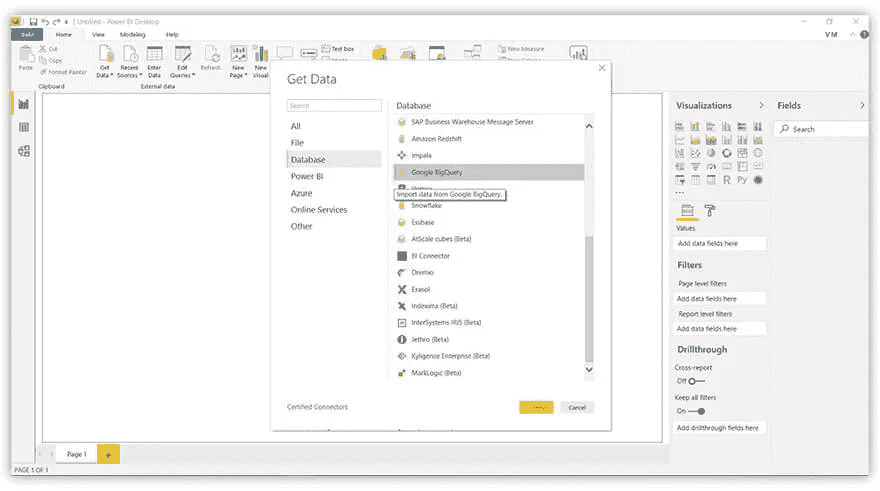 Untitled - Power BI Desktop
File Home View Modeling Help
V M
Paste
Cut
Copy
Format Painter
Clipboard
Get Data
Recent Sources
Enter Data
Edit Queries
External data
Refresh
New Page
New Visual
Text box
New Measure
Get Data
Search
All
File
Database
Power BI
Azure
Online Services
Other
Database
SAP Business Warehouse Message Server
Amazon Redshift
Impala
Google BigQuery
Import data from Google BigQuery.
Snowflake
Essbase
AtScale cubes (Beta)
BI Connector
Dremio
Exasol
Indexima (Beta)
InterSystems IRIS (Beta)
Jethro (Beta)
Kyligence Enterprise (Beta)
MarkLogic (Beta)
Certified Connectors
Cancel
Visualizations
R Py
Values
Add data fields here
Filters
Page level filters
Add data fields here
Report level filters
Add data fields here
Drillthrough
Cross-report
Off
Keep all filters
On
Add drillthrough fields here
Fields
Search
Page 1
PAGE 1 OF 1